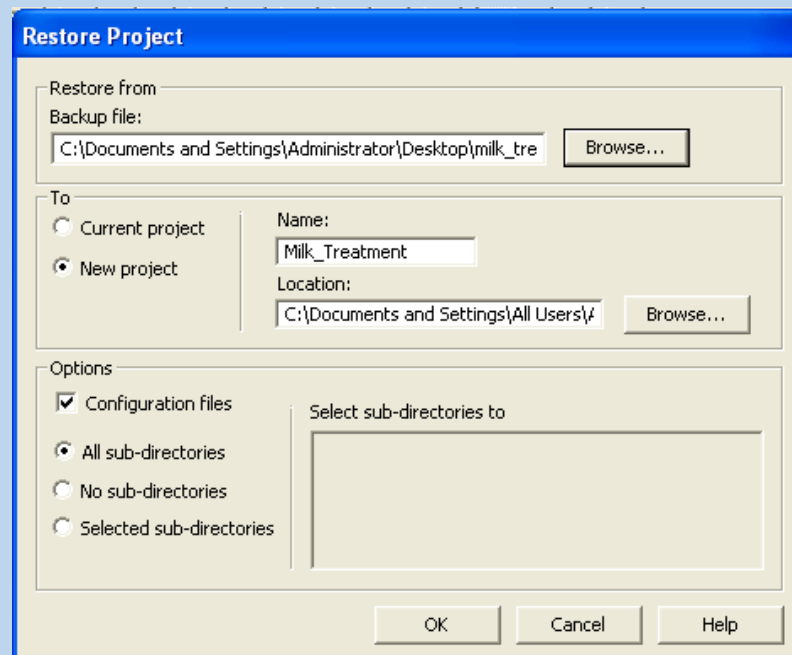 Restore Project
Restore from
Backup file:
C:\Documents and Settings\Administrator\Desktop\milk_tre
Browse...
To
Current project
New project
Name:
Milk_Treatment
Location:
C:\Documents and Settings\All Users\A
Browse...
Options
Configuration files
All sub-directories
No sub-directories
Selected sub-directories
Select sub-directories to
OK
Cancel
Help